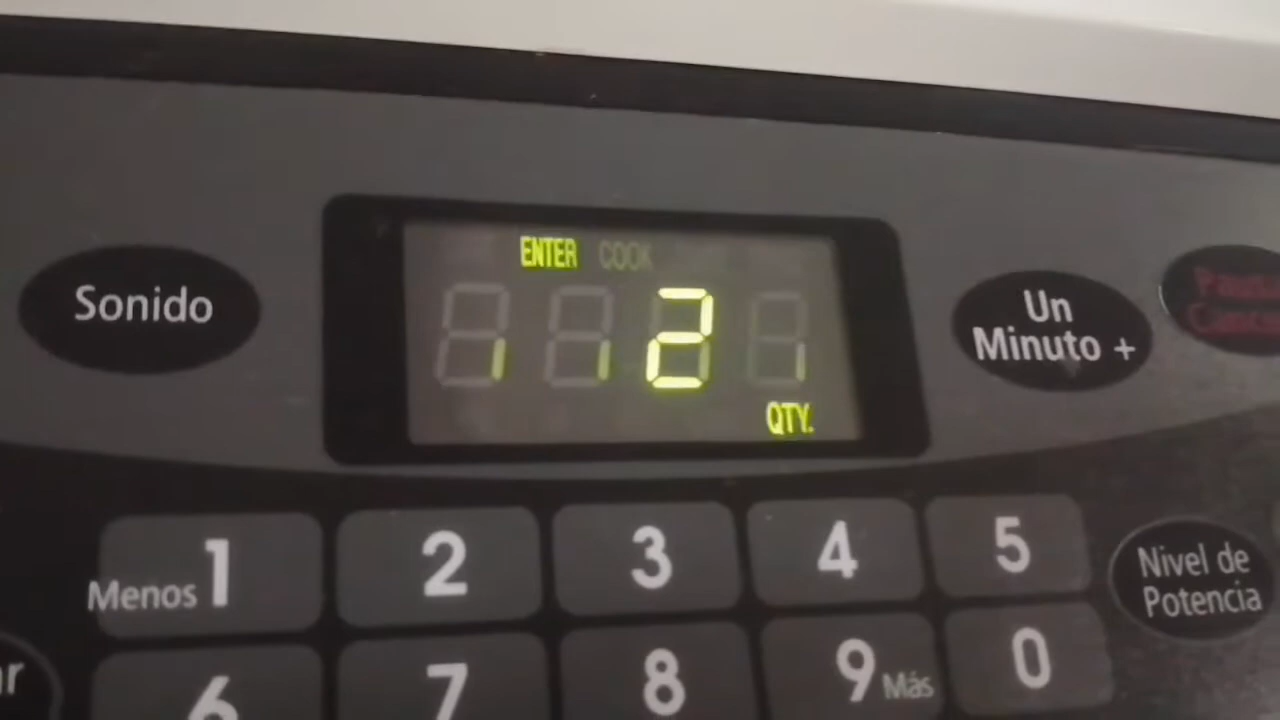 ENTER COOK
2
QTY.
Sonido
Un
Minuto +
1 2 3 4 5
Menos
Nivel de
Potencia
6 7 8 9 0
Más